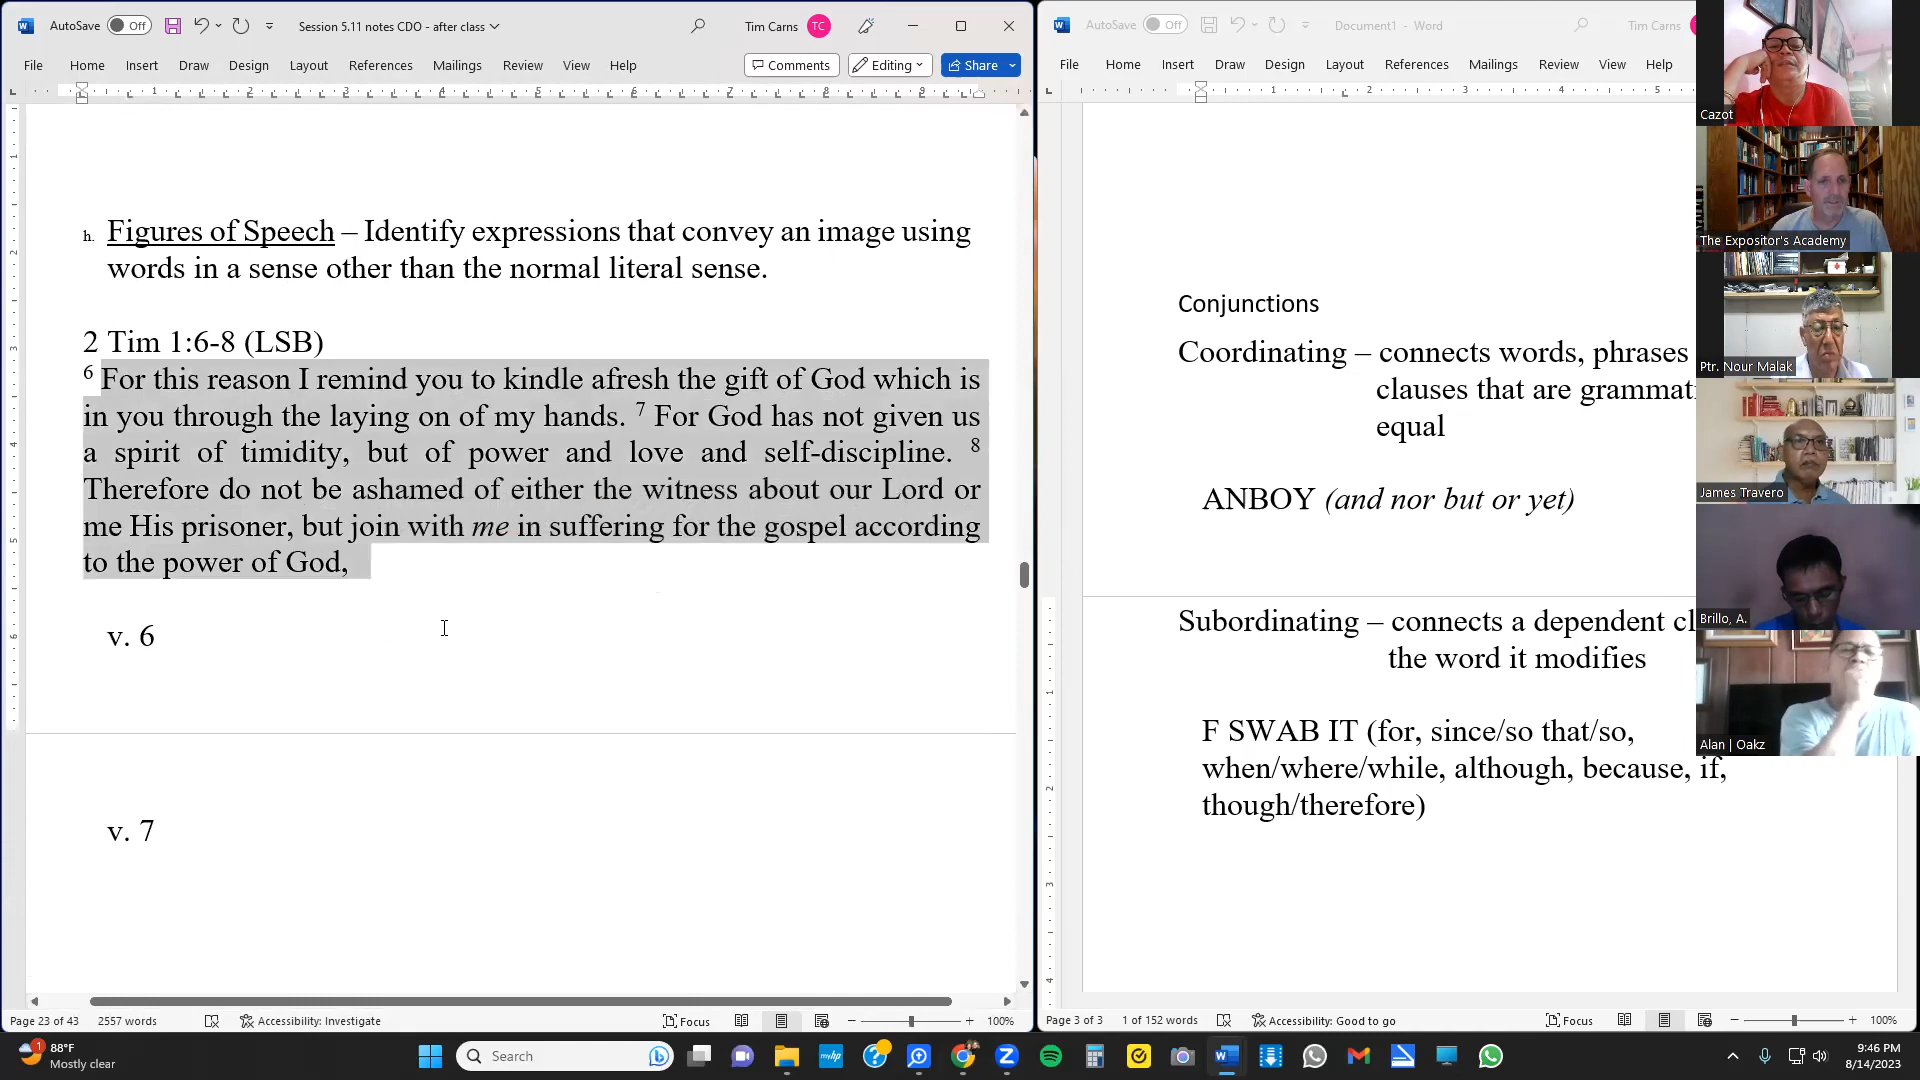 AutoSave Off
Session 5.11 notes CDO - after class
Tim Carns TC
File Home Insert Draw Design Layout References Mailings Review View Help
Comments Editing Share
h. Figures of Speech – Identify expressions that convey an image using
words in a sense other than the normal literal sense.
2 Tim 1:6-8 (LSB)
6 For this reason I remind you to kindle afresh the gift of God which is
in you through the laying on of my hands. 7 For God has not given us
a spirit of timidity, but of power and love and self-discipline. 8
Therefore do not be ashamed of either the witness about our Lord or
me His prisoner, but join with me in suffering for the gospel according
to the power of God,
v. 6
v. 7
Page 23 of 43 2557 words Accessibility: Investigate Focus 100%
AutoSave Off
Document1 - Word
Tim Carns
File Home Insert Draw Design Layout References Mailings Review View Help
Conjunctions
Coordinating – connects words, phrases
clauses that are grammati
equal
ANBOY (and nor but or yet)
Subordinating – connects a dependent cl
the word it modifies
F SWAB IT (for, since/so that/so,
when/where/while, although, because, if,
though/therefore)
Page 3 of 3 1 of 152 words Accessibility: Good to go Focus 100%
Cazot
The Expositor's Academy
Ptr. Nour Malak
James Travero
Brillo, A.
Alan | Oakz
1
88°F
Mostly clear
Search
9:46 PM
8/14/2023